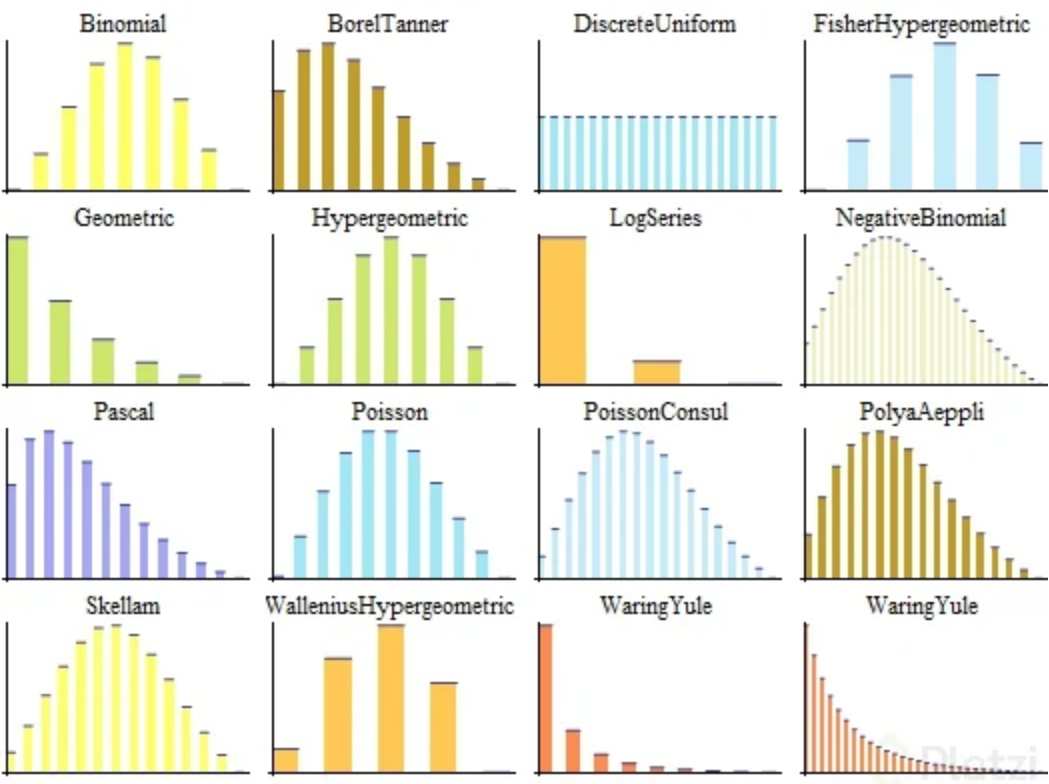 Binomial
BorelTanner
DiscreteUniform
FisherHypergeometric
Geometric
Hypergeometric
LogSeries
NegativeBinomial
Pascal
Poisson
PoissonConsul
PolyaAeppli
Skellam
WalleniusHypergeometric
WaringYule
WaringYule
Platzi